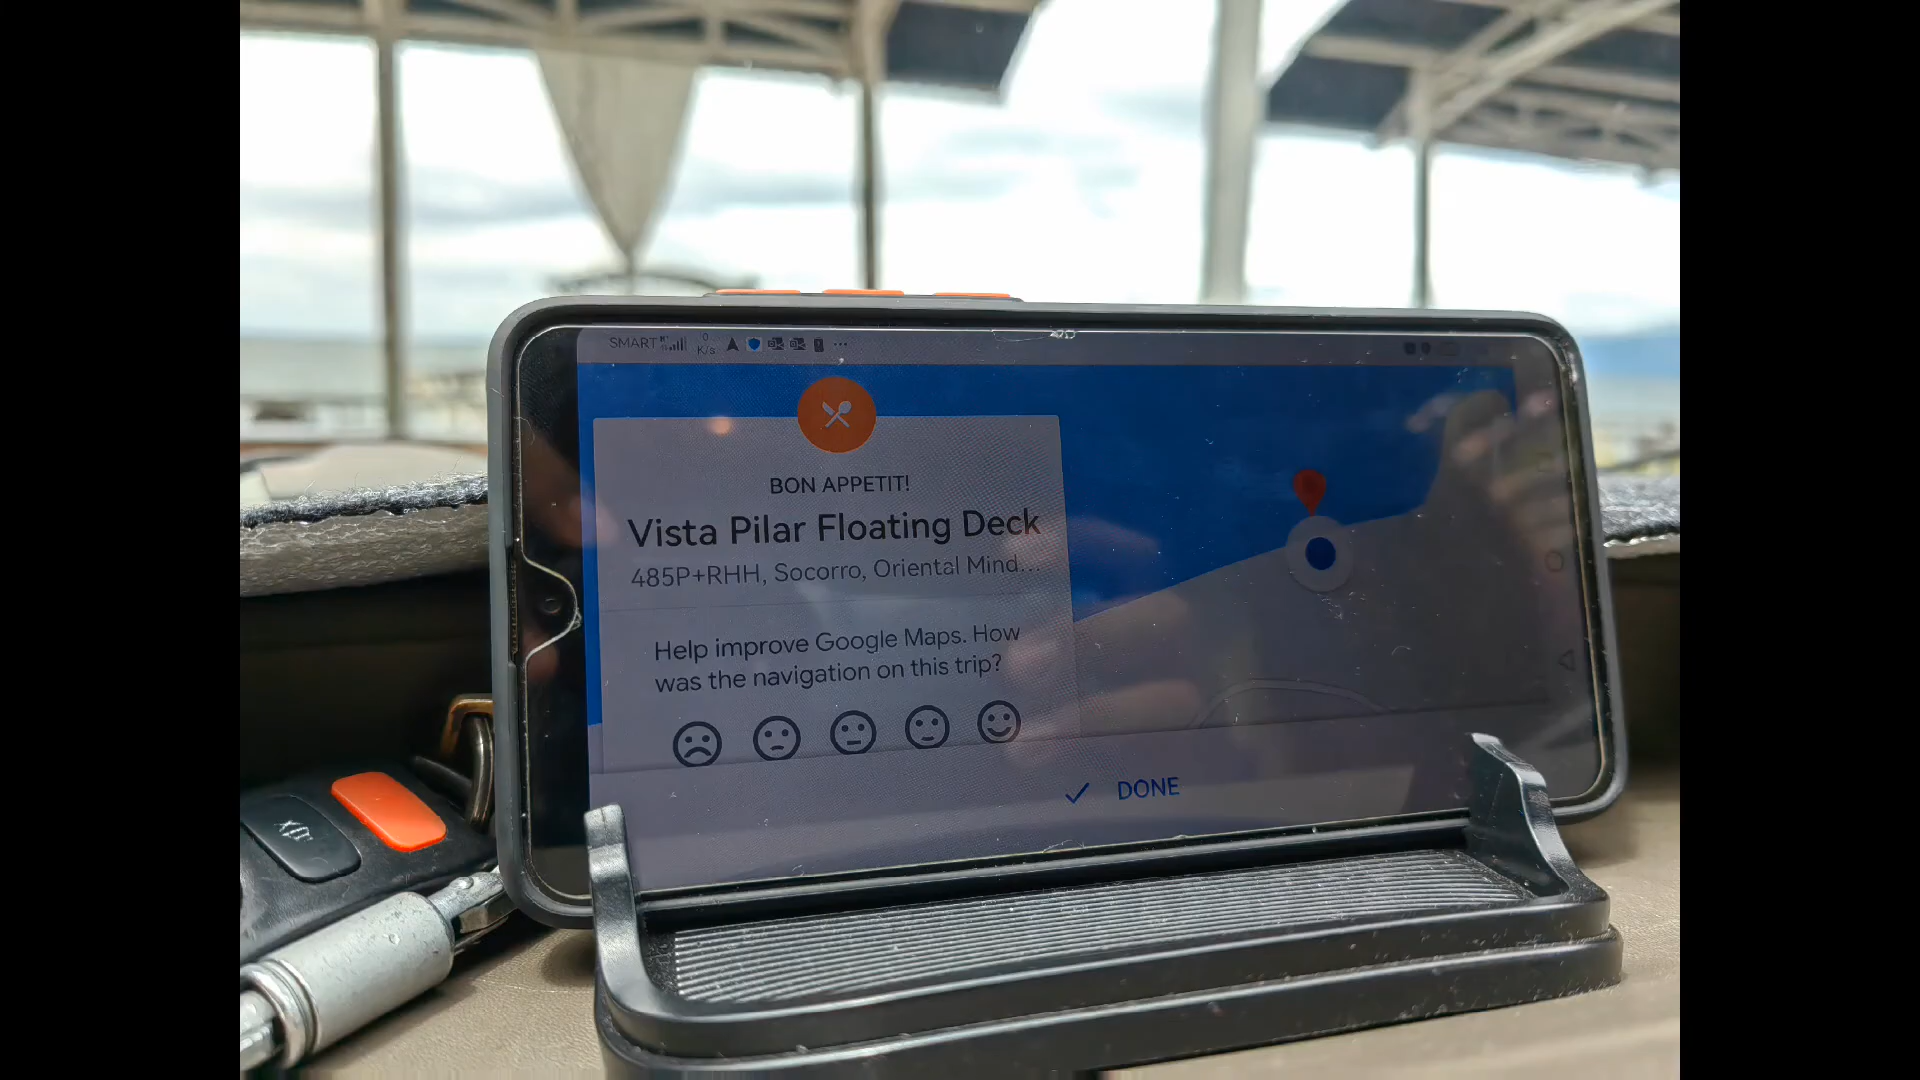 SMART
0
K/s
BON APPETIT!
Vista Pilar Floating Deck
485P+RHH, Socorro, Oriental Mind...
Help improve Google Maps. How
was the navigation on this trip?
DONE